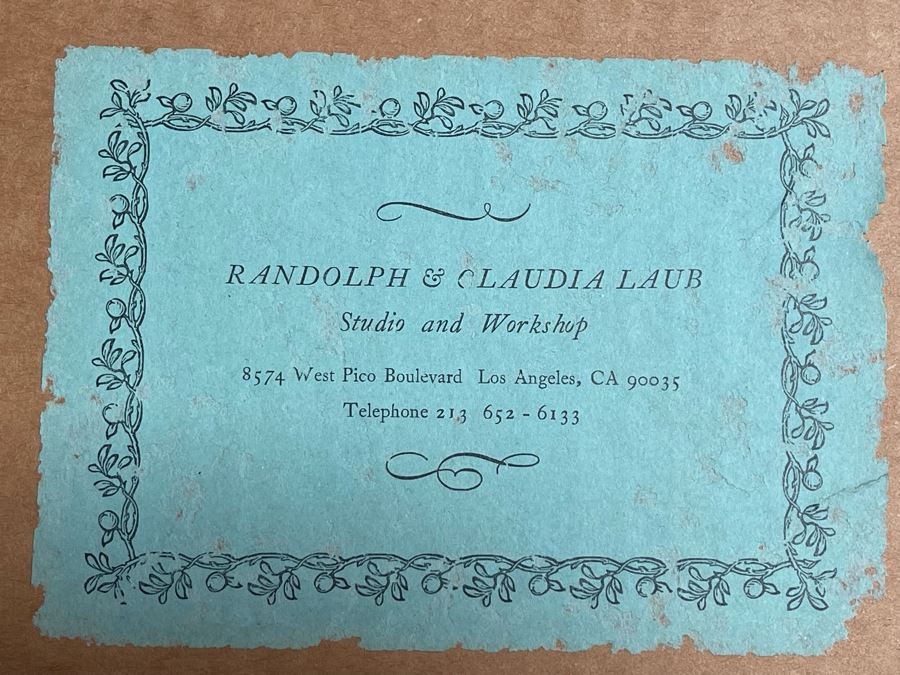 RANDOLPH & CLAUDIA LAUB
Studio and Workshop
8574 West Pico Boulevard Los Angeles, CA 90035
Telephone 213 652 - 6133